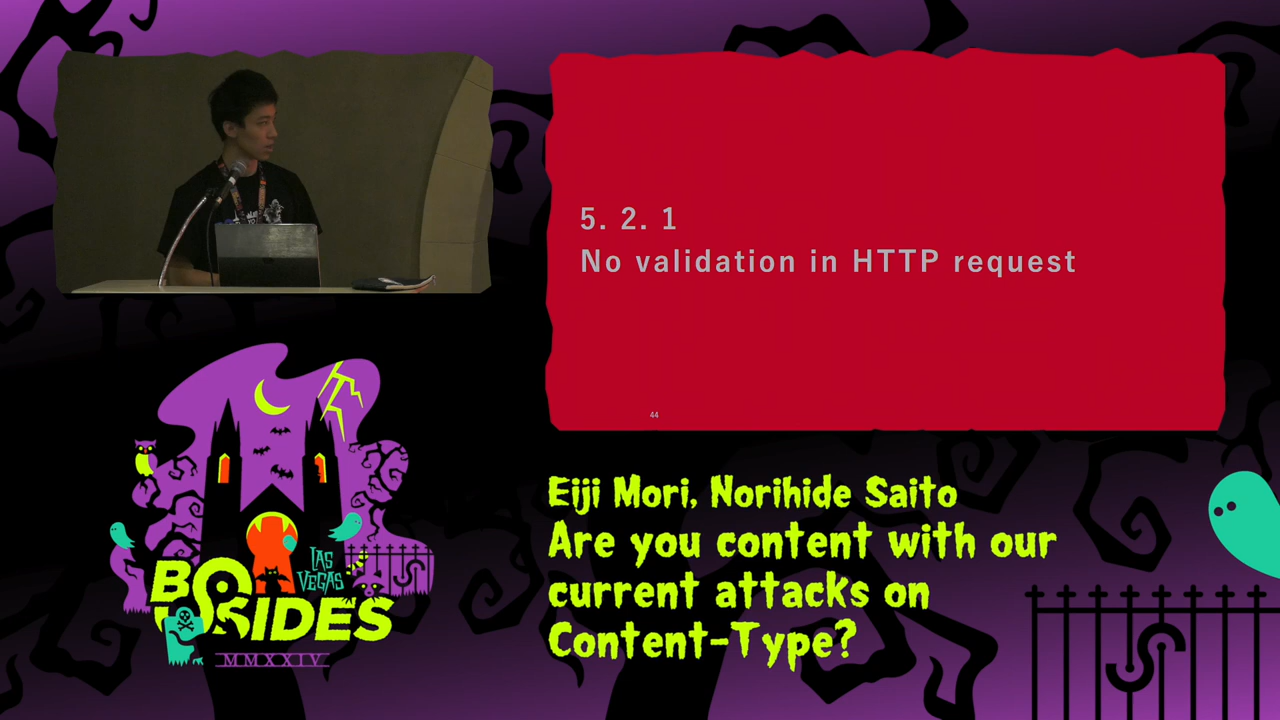 5. 2. 1
No validation in HTTP request
44
LAS
VEGAS
BSIDES
MMXXIV
Eiji Mori, Norihide Saito
Are you content with our
current attacks on
Content-Type?